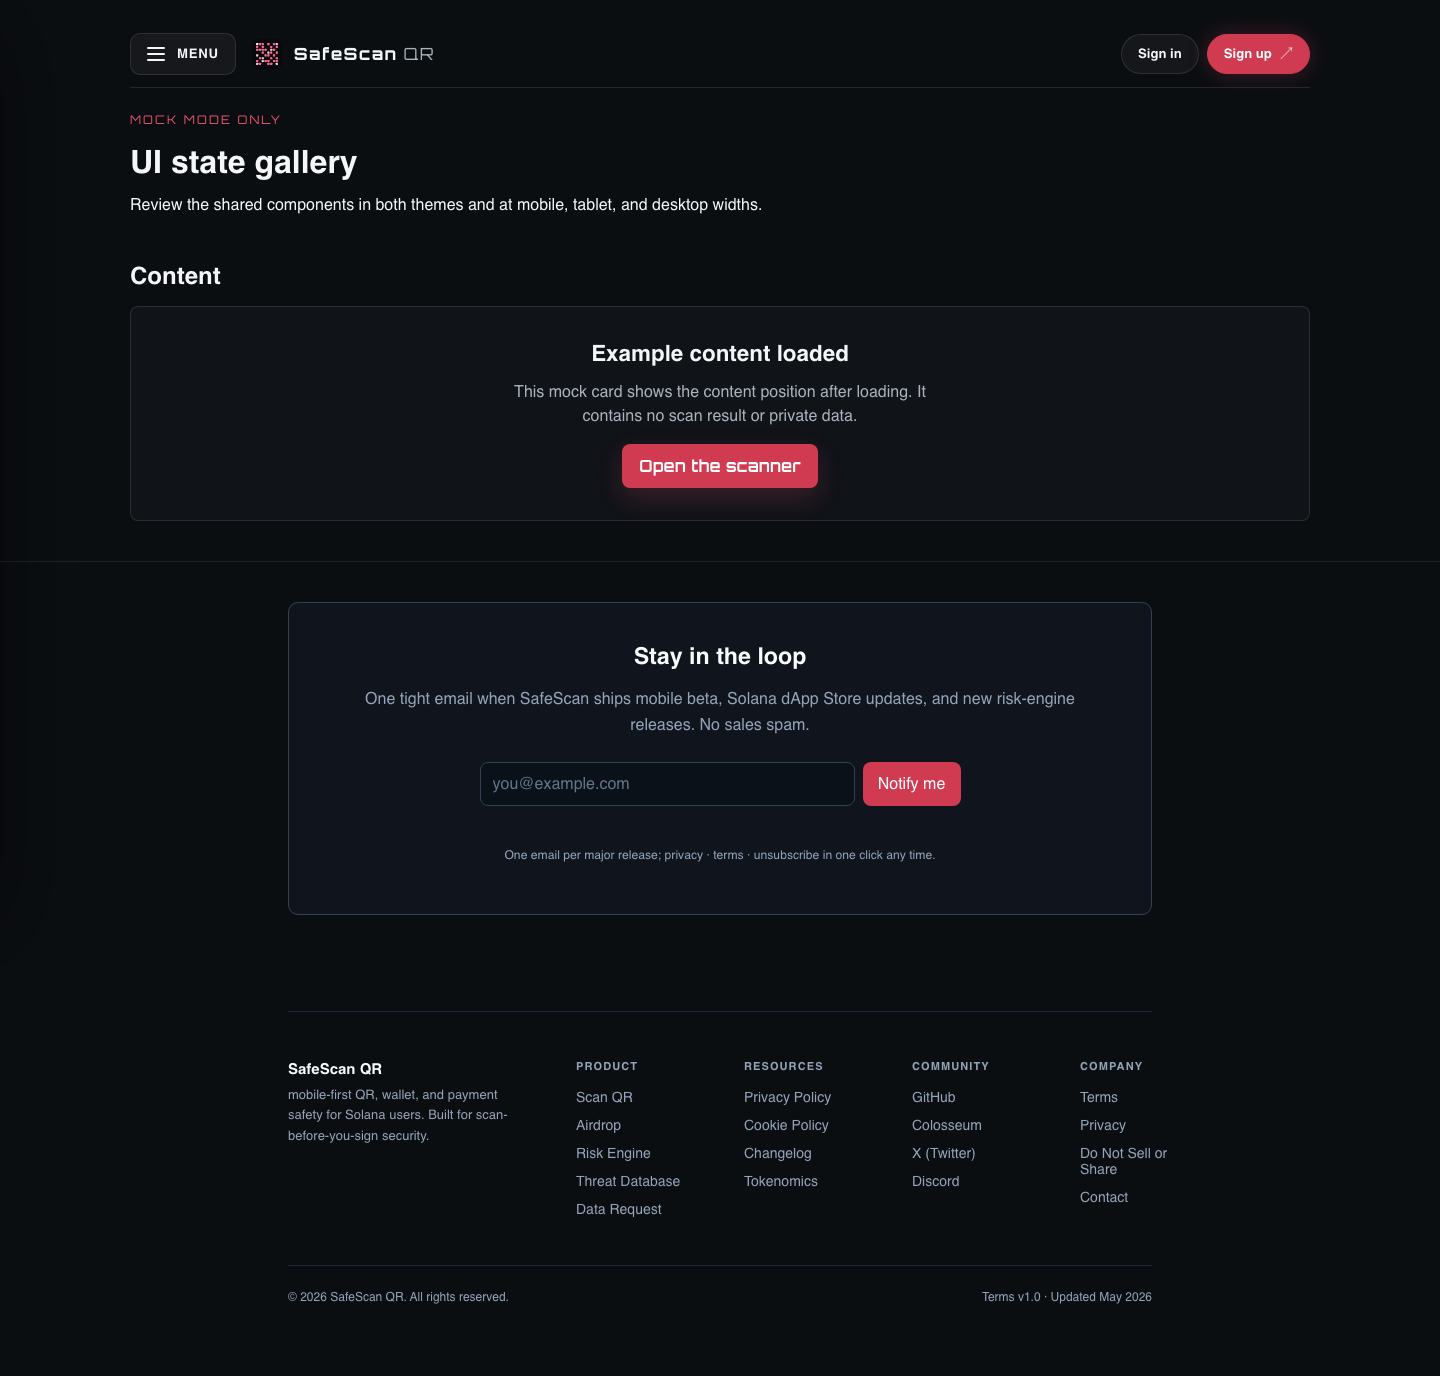 MENU
SafeScan QR
Sign in
Sign up ↗
MOCK MODE ONLY
UI state gallery
Review the shared components in both themes and at mobile, tablet, and desktop widths.
Content
Example content loaded
This mock card shows the content position after loading. It
contains no scan result or private data.
Open the scanner
Stay in the loop
One tight email when SafeScan ships mobile beta, Solana dApp Store updates, and new risk-engine
releases. No sales spam.
you@example.com
Notify me
One email per major release; privacy · terms · unsubscribe in one click any time.
SafeScan QR
mobile-first QR, wallet, and payment
safety for Solana users. Built for scan-
before-you-sign security.
PRODUCT
Scan QR
Airdrop
Risk Engine
Threat Database
Data Request
RESOURCES
Privacy Policy
Cookie Policy
Changelog
Tokenomics
COMMUNITY
GitHub
Colosseum
X (Twitter)
Discord
COMPANY
Terms
Privacy
Do Not Sell or
Share
Contact
© 2026 SafeScan QR. All rights reserved.
Terms v1.0 · Updated May 2026